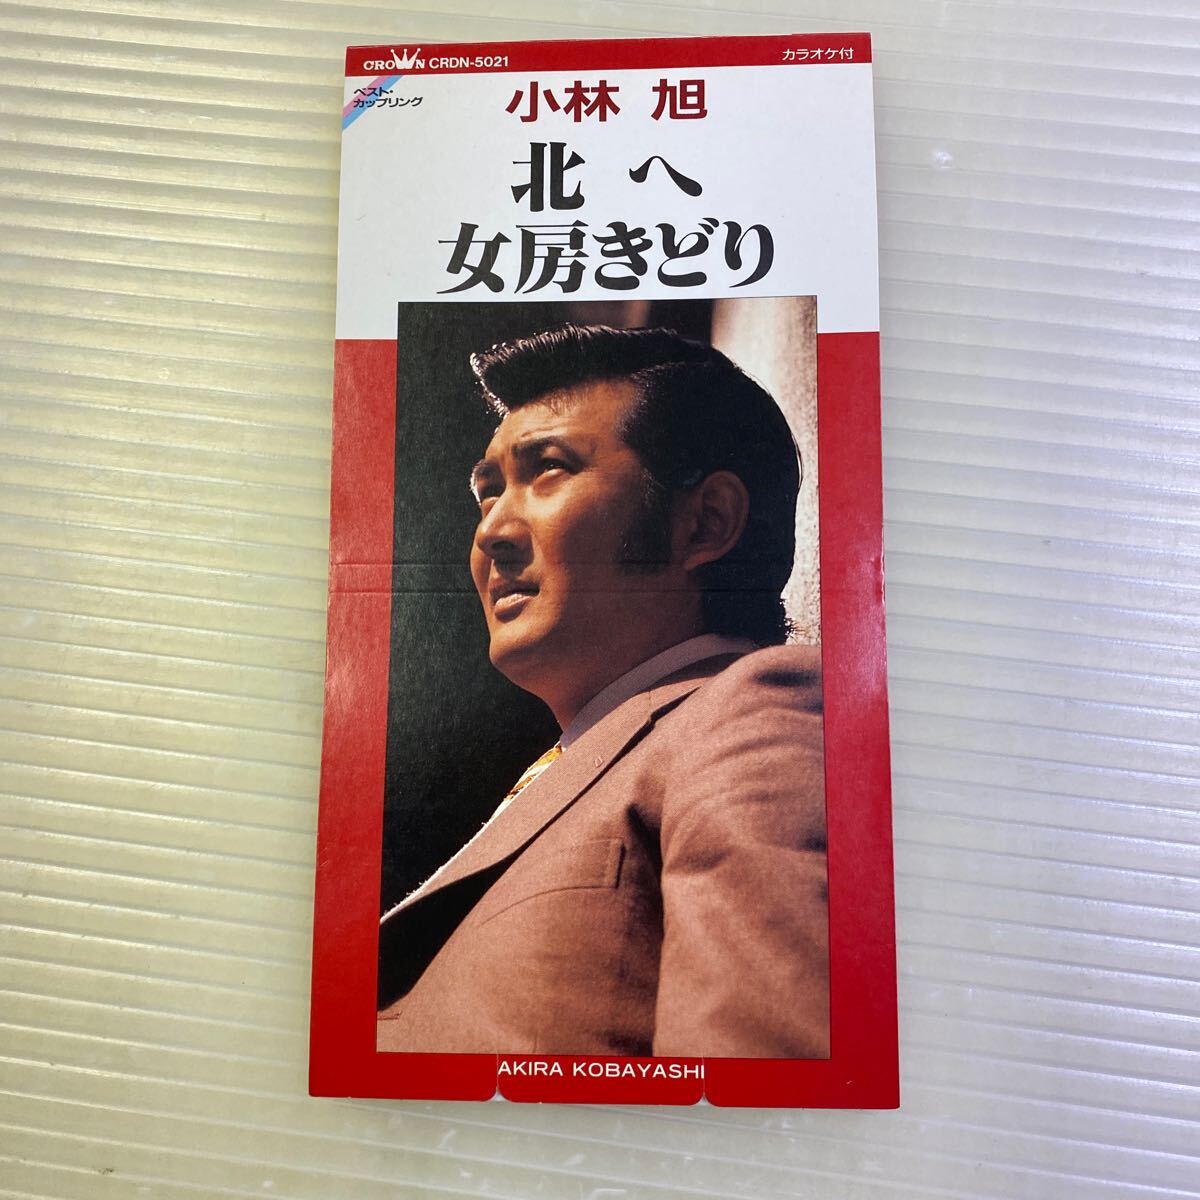 CROWN CRDN-5021
カラオケ付
ベスト・
カップリング
小林 旭
北へ
女房きどり
AKIRA KOBAYASHI